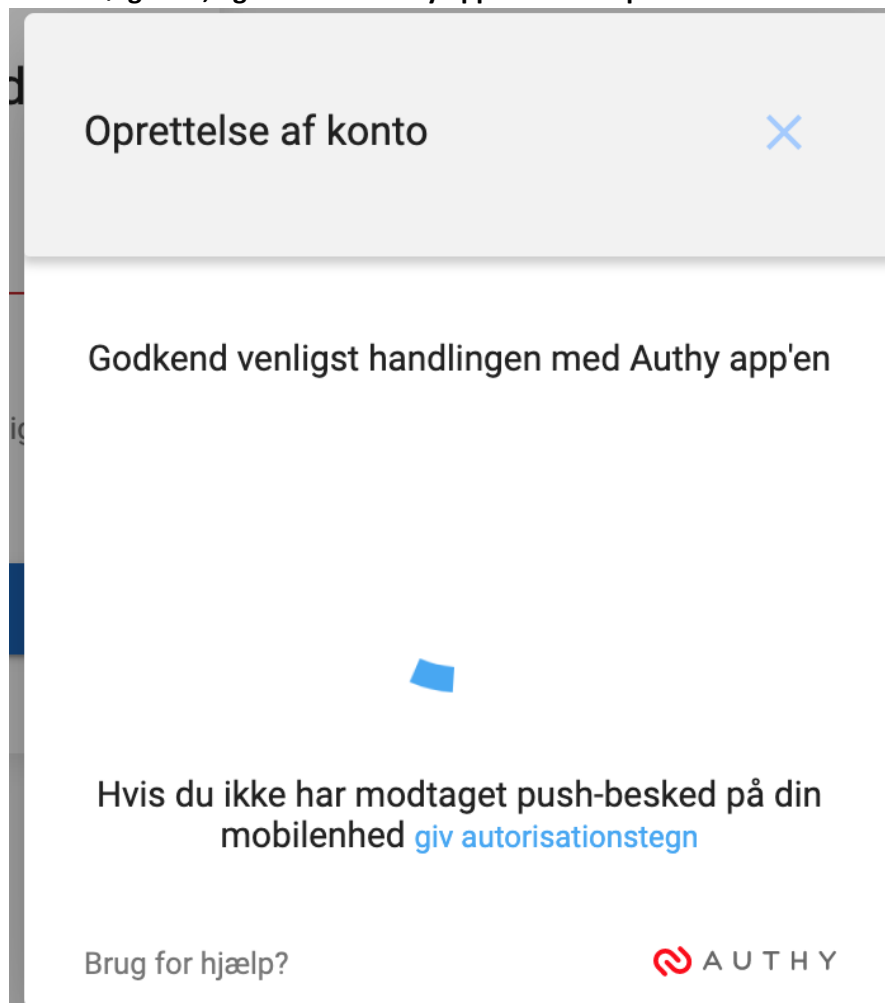 Oprettelse af konto
Godkend venligst handlingen med Authy app'en
Hvis du ikke har modtaget push-besked på din
mobilenhed giv autorisationstegn
Brug for hjælp?
AUTHY